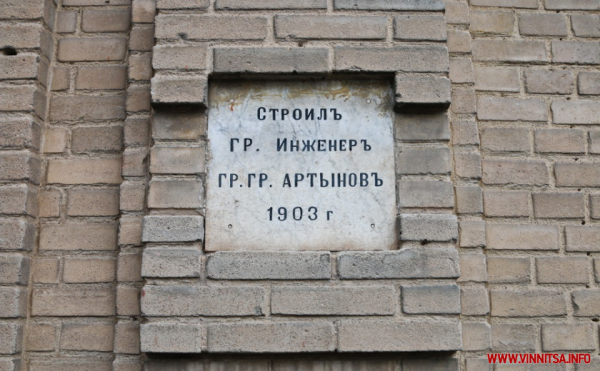 СТРОИЛЪ
ГР. ИНЖЕНЕРЪ
ГР. ГР. АРТЫНОВЪ
1903 г
WWW.VINNITSA.INFO